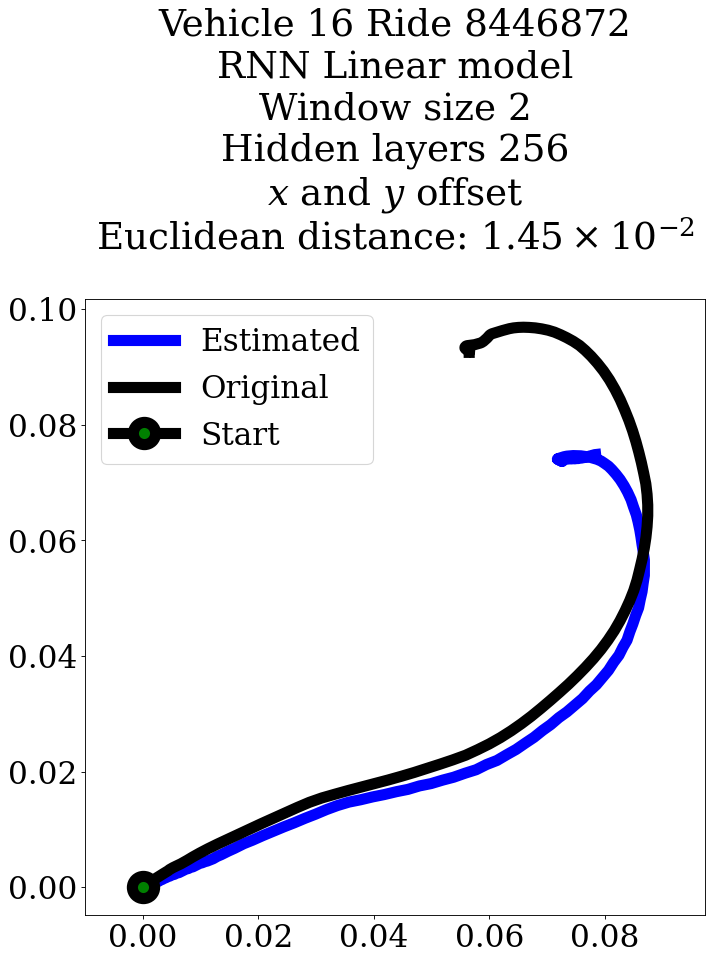 Vehicle 16 Ride 8446872
RNN Linear model
Window size 2
Hidden layers 256
x and y offset
Euclidean distance: 1.45 × 10⁻²
Estimated
Original
Start
0.10
0.08
0.06
0.04
0.02
0.00
0.00 0.02 0.04 0.06 0.08